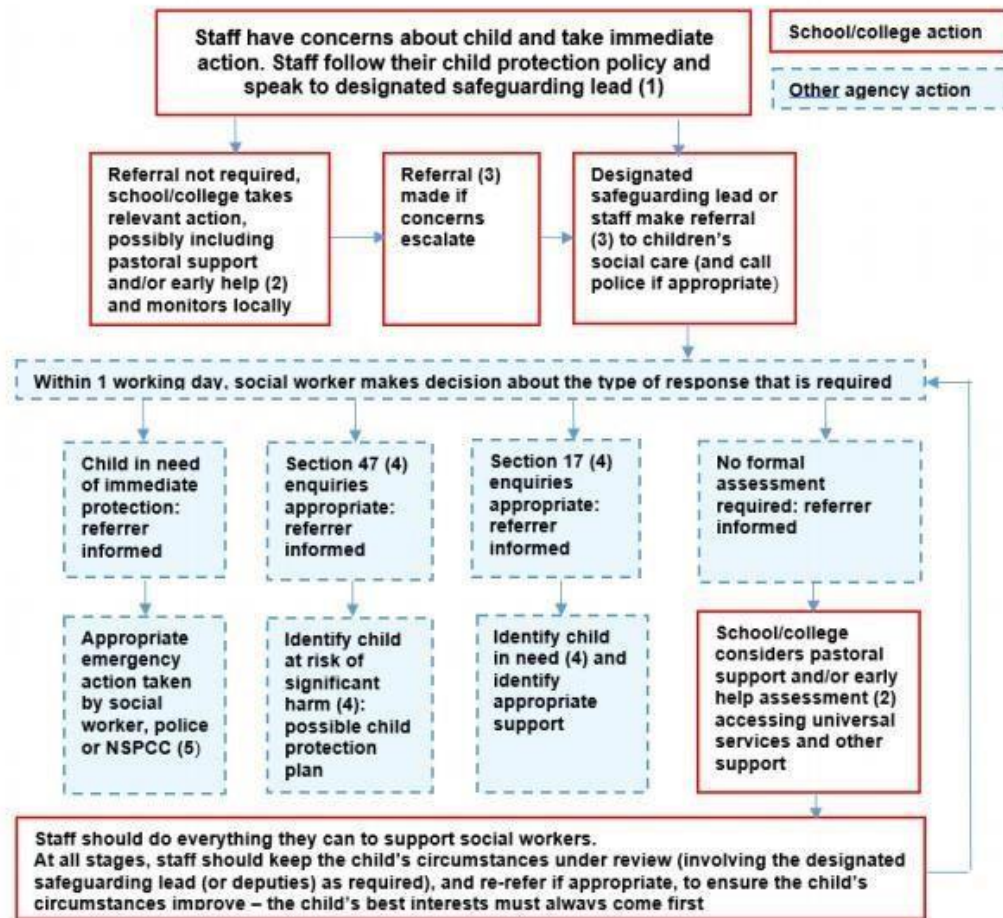 Staff have concerns about child and take immediate
action. Staff follow their child protection policy and
speak to designated safeguarding lead (1)
School/college action
Other agency action
Referral not required,
school/college takes
relevant action,
possibly including
pastoral support
and/or early help (2)
and monitors locally
Referral (3)
made if
concerns
escalate
Designated
safeguarding lead or
staff make referral
(3) to children's
social care (and call
police if appropriate)
Within 1 working day, social worker makes decision about the type of response that is required
Child in need
of immediate
protection:
referrer
informed
Section 47 (4)
enquiries
appropriate:
referrer
informed
Section 17 (4)
enquiries
appropriate:
referrer
informed
No formal
assessment
required: referrer
informed
Appropriate
emergency
action taken
by social
worker, police
or NSPCC (5)
Identify child
at risk of
significant
harm (4):
possible child
protection
plan
Identify child
in need (4) and
identify
appropriate
support
School/college
considers pastoral
support and/or early
help assessment (2)
accessing universal
services and other
support
Staff should do everything they can to support social workers.
At all stages, staff should keep the child's circumstances under review (involving the designated
safeguarding lead (or deputies) as required), and re-refer if appropriate, to ensure the child's
circumstances improve – the child's best interests must always come first